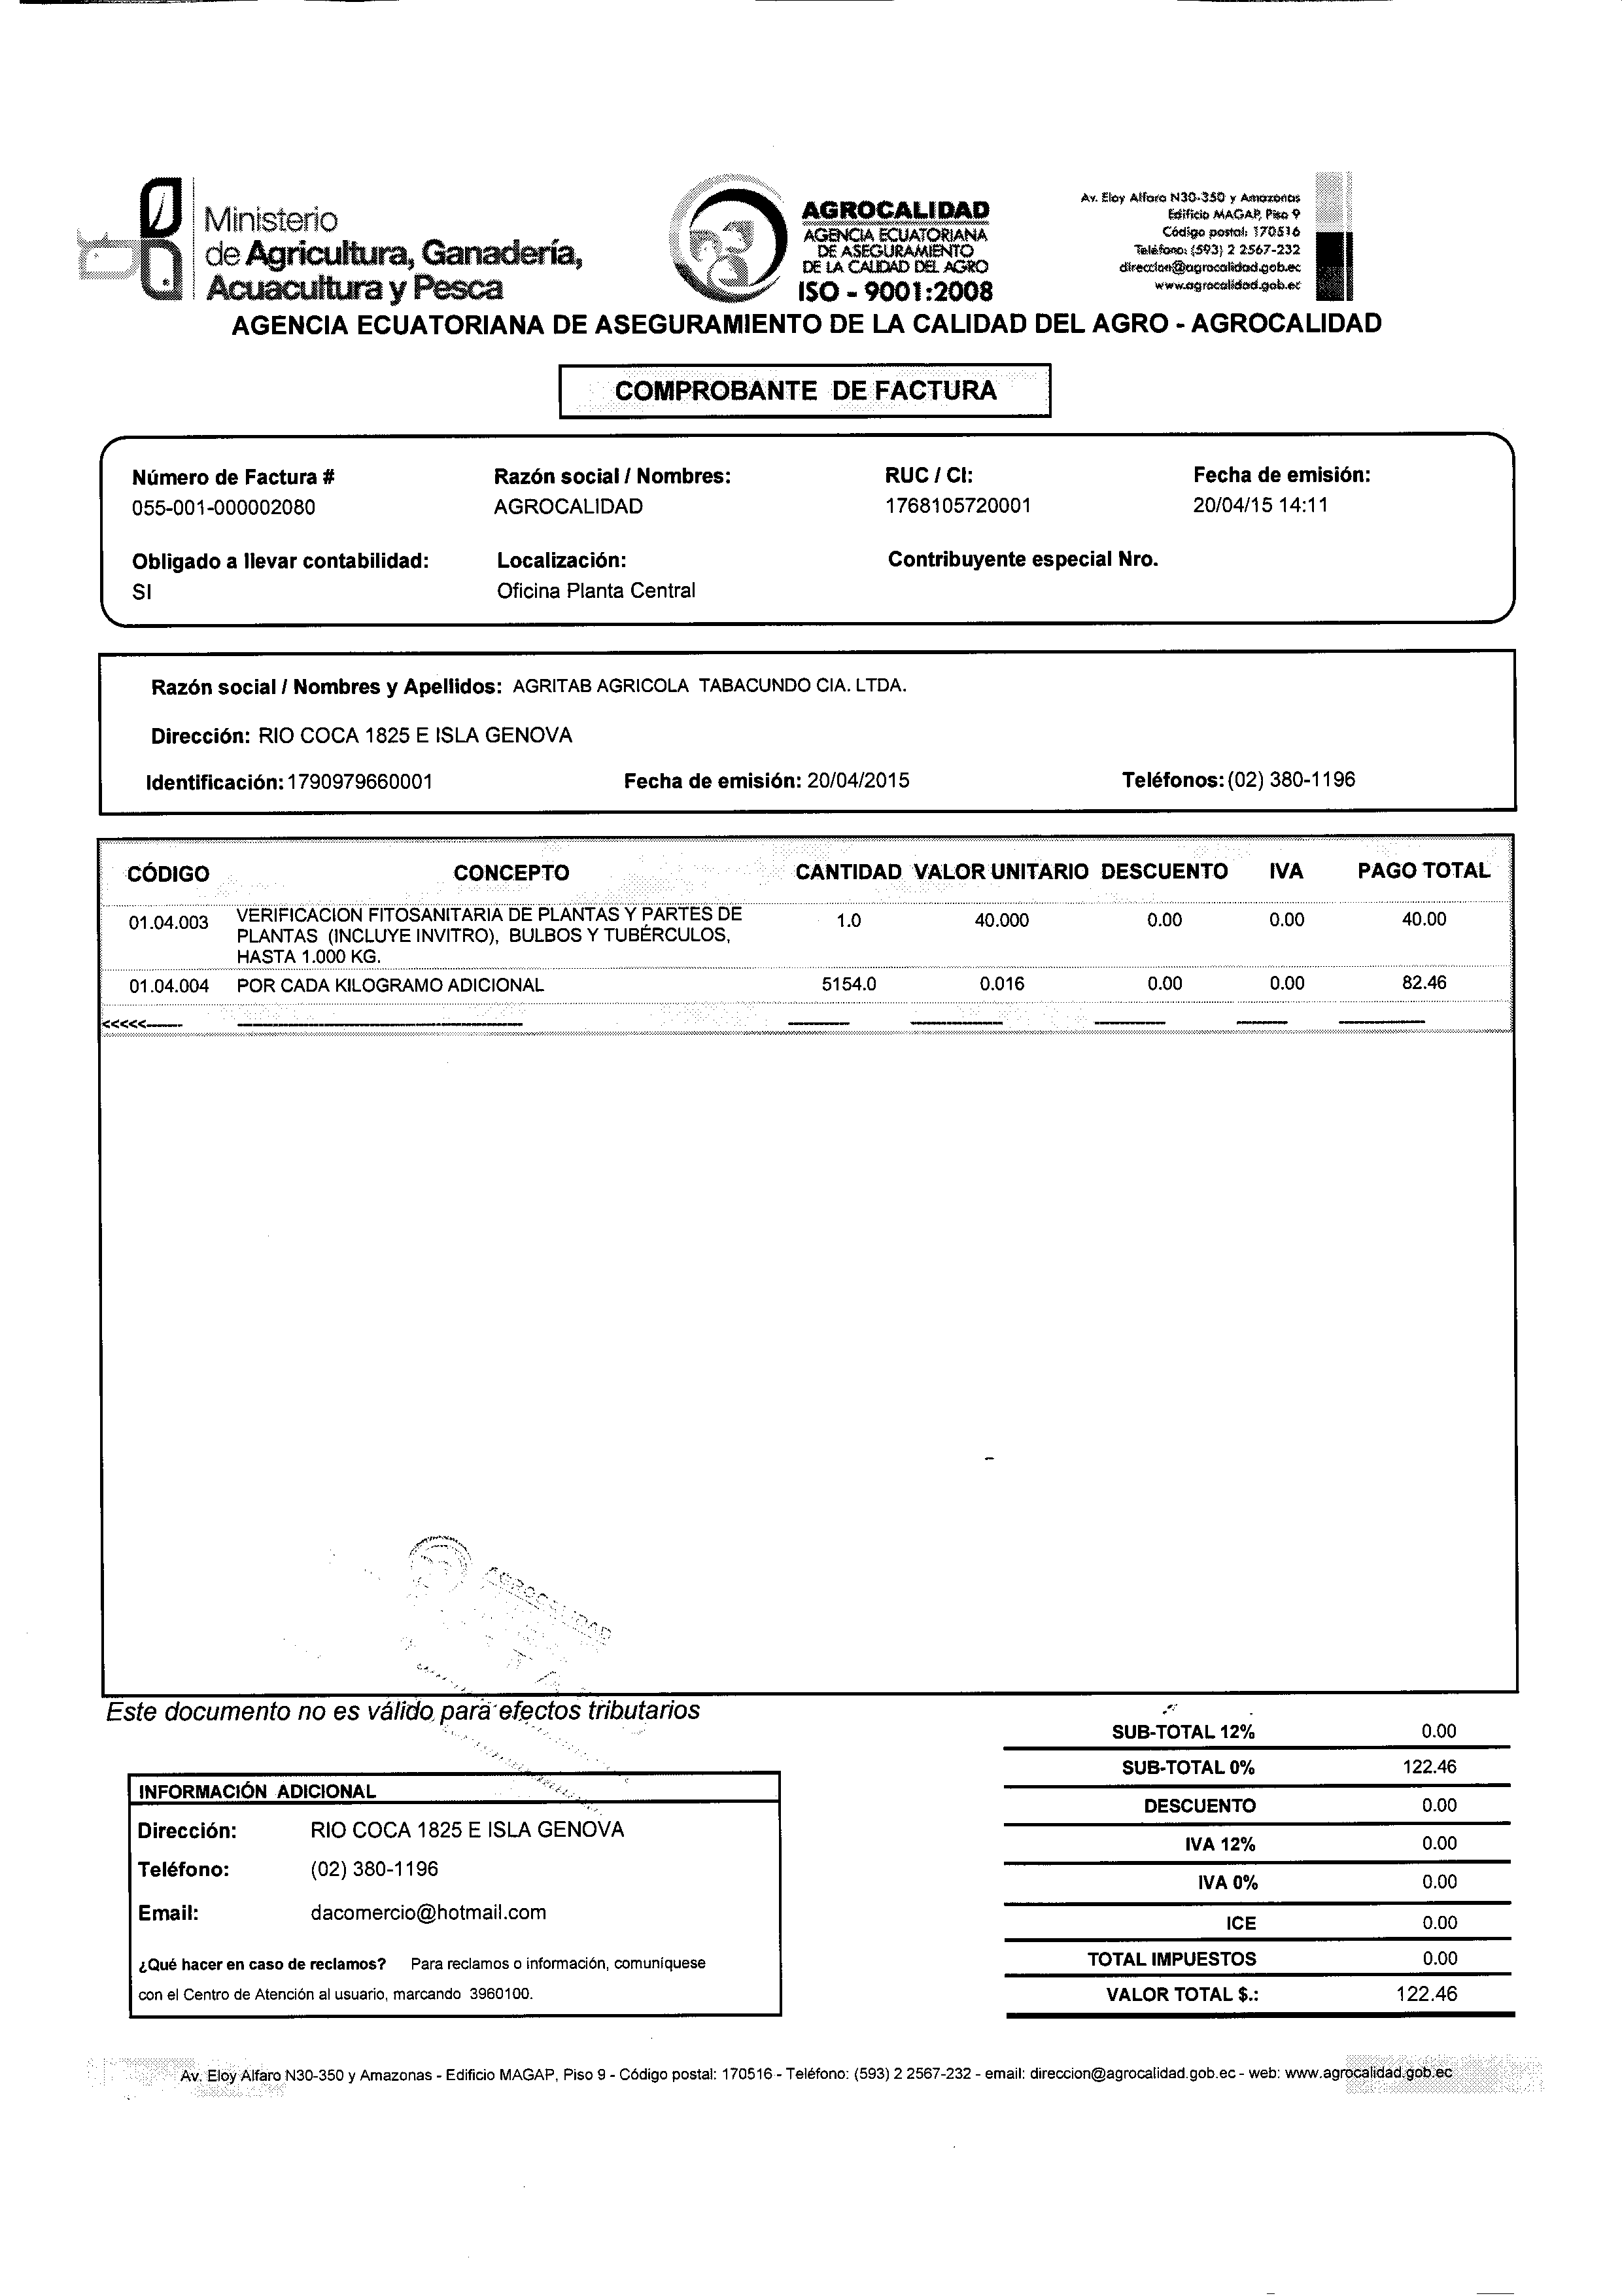 Ministerio
de Agricultura, Ganadería,
Acuacultura y Pesca
AGROCALIDAD
AGENCIA ECUATORIANA
DE ASEGURAMIENTO
DE LA CALIDAD DEL AGRO
ISO - 9001:2008
Av. Eloy Alfaro N30-350 y Amazonas
Edificio MAGAP, Piso 9
Código postal: 170516
Teléfono: (593) 2 2567-232
direccion@agrocalidad.gob.ec
www.agrocalidad.gob.ec
AGENCIA ECUATORIANA DE ASEGURAMIENTO DE LA CALIDAD DEL AGRO - AGROCALIDAD
COMPROBANTE DE FACTURA
Número de Factura # Razón social / Nombres: RUC / CI: Fecha de emisión:
055-001-000002080 AGROCALIDAD 1768105720001 20/04/15 14:11
Obligado a llevar contabilidad: Localización: Contribuyente especial Nro.
SI Oficina Planta Central
Razón social / Nombres y Apellidos: AGRITAB AGRICOLA TABACUNDO CIA. LTDA.
Dirección: RIO COCA 1825 E ISLA GENOVA
Identificación: 1790979660001 Fecha de emisión: 20/04/2015 Teléfonos: (02) 380-1196
CÓDIGO CONCEPTO CANTIDAD VALOR UNITARIO DESCUENTO IVA PAGO TOTAL
01.04.003 VERIFICACION FITOSANITARIA DE PLANTAS Y PARTES DE 1.0 40.000 0.00 0.00 40.00
PLANTAS (INCLUYE INVITRO), BULBOS Y TUBÉRCULOS,
HASTA 1.000 KG.
01.04.004 POR CADA KILOGRAMO ADICIONAL 5154.0 0.016 0.00 0.00 82.46
<<<<<
AGROCALIDAD
Este documento no es válido para efectos tributarios
SUB-TOTAL 12% 0.00
SUB-TOTAL 0% 122.46
DESCUENTO 0.00
IVA 12% 0.00
IVA 0% 0.00
ICE 0.00
TOTAL IMPUESTOS 0.00
VALOR TOTAL $.: 122.46
INFORMACIÓN ADICIONAL
Dirección: RIO COCA 1825 E ISLA GENOVA
Teléfono: (02) 380-1196
Email: dacomercio@hotmail.com
¿Qué hacer en caso de reclamos? Para reclamos o información, comuníquese
con el Centro de Atención al usuario, marcando 3960100.
Av. Eloy Alfaro N30-350 y Amazonas - Edificio MAGAP, Piso 9 - Código postal: 170516 - Teléfono: (593) 2 2567-232 - email: direccion@agrocalidad.gob.ec - web: www.agrocalidad.gob.ec